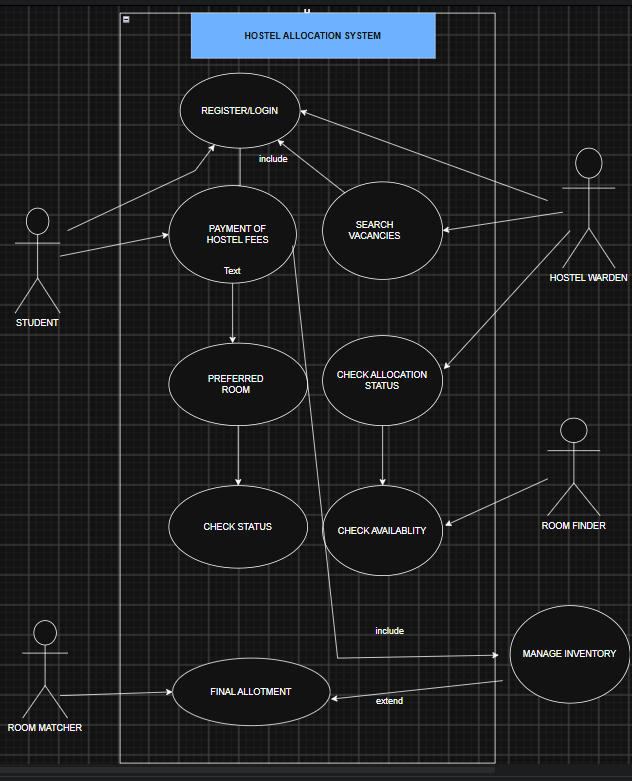 HOSTEL ALLOCATION SYSTEM
REGISTER/LOGIN
include
PAYMENT OF
HOSTEL FEES
Text
SEARCH
VACANCIES
HOSTEL WARDEN
STUDENT
PREFERRED
ROOM
CHECK ALLOCATION
STATUS
CHECK STATUS
CHECK AVAILABLITY
ROOM FINDER
include
MANAGE INVENTORY
FINAL ALLOTMENT
extend
ROOM MATCHER